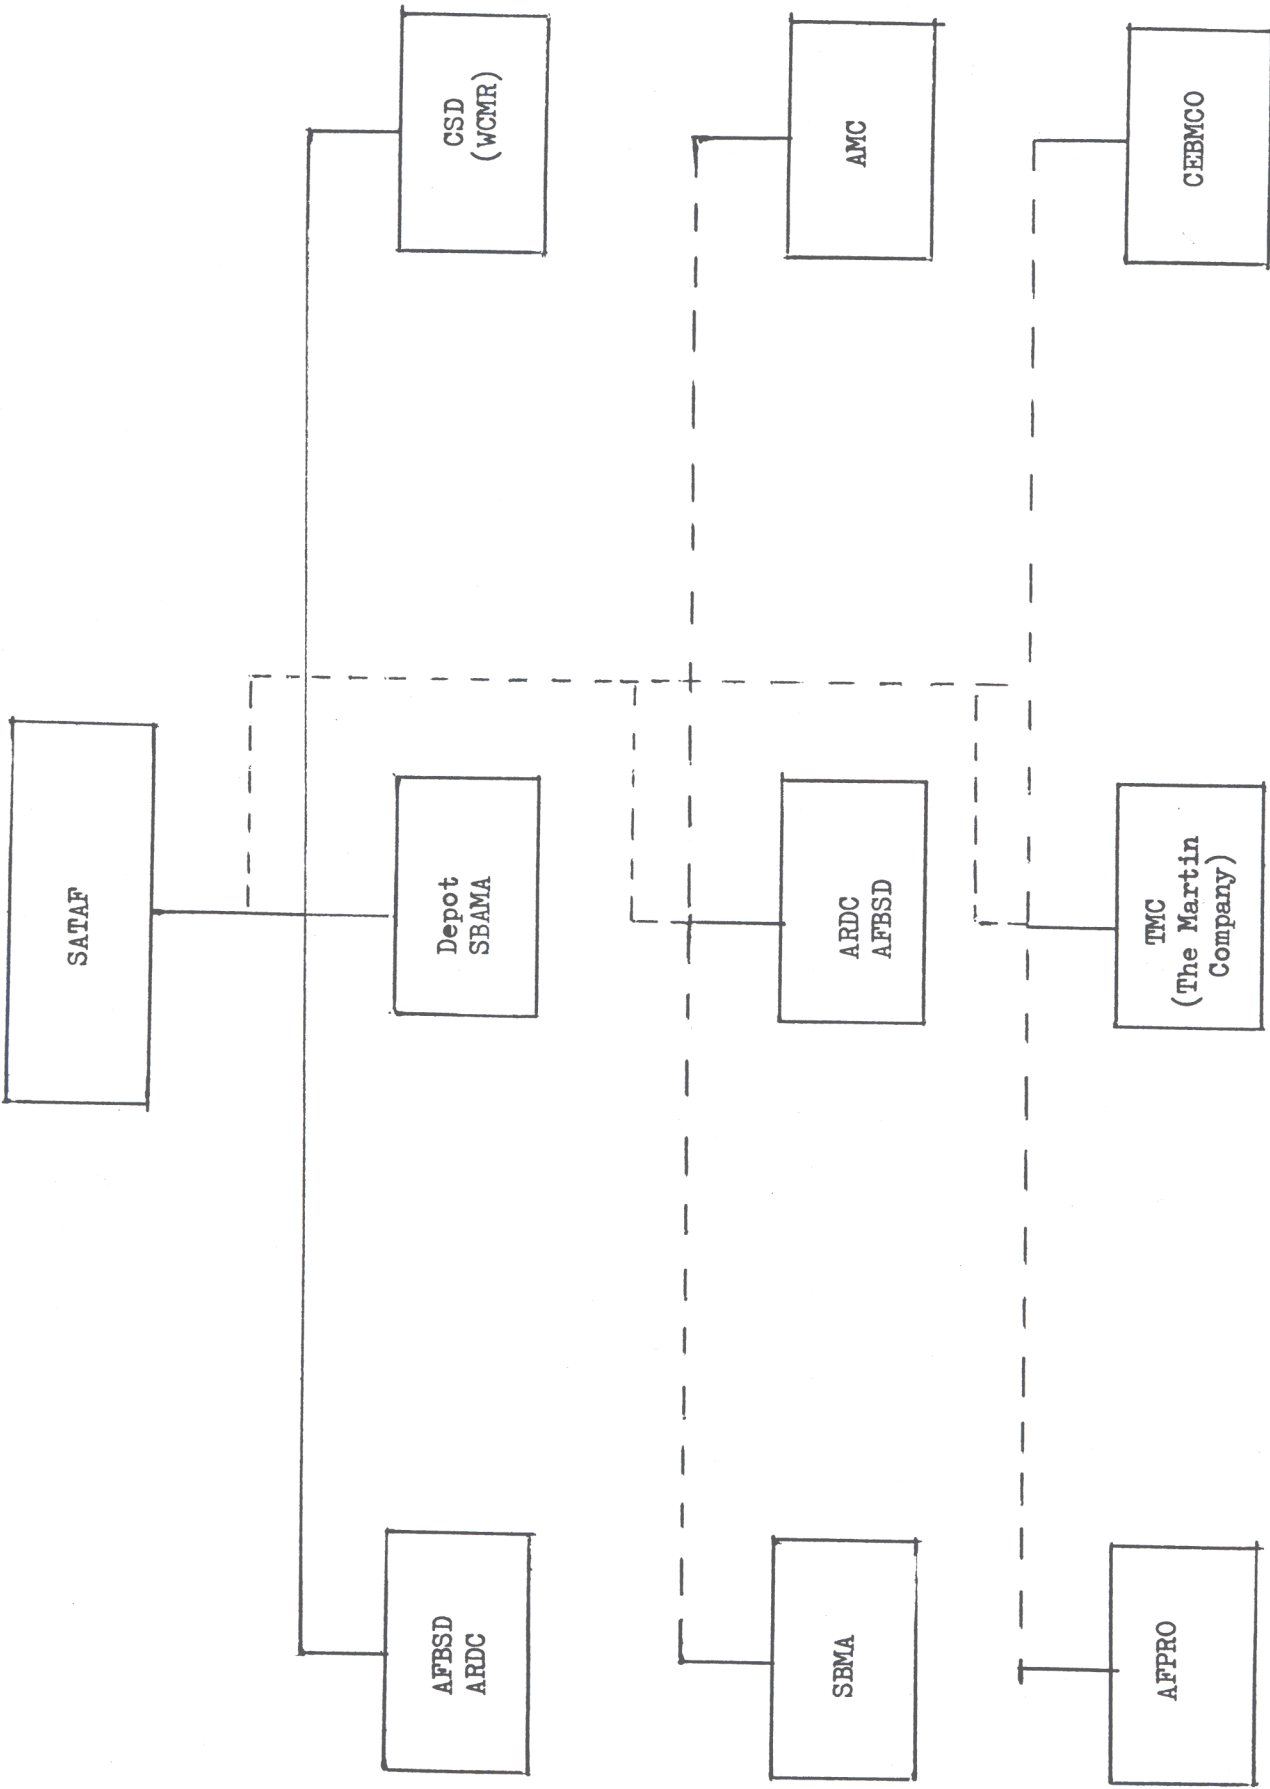 SATAF
AFBSD
ARDC
Depot
SBAMA
CSD
(WCMR)
SBMA
ARDC
AFBSD
AMC
AFPRO
TMC
(The Martin
Company)
CEBMCO